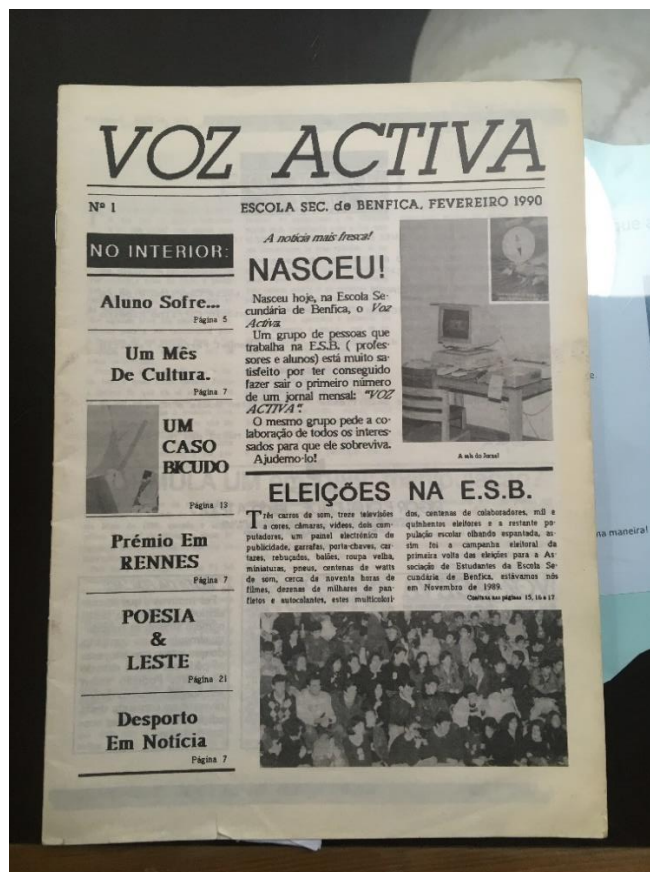 VOZ ACTIVA
Nº 1
ESCOLA SEC. de BENFICA, FEVEREIRO 1990
NO INTERIOR:
Aluno Sofre...
Página 5
Um Mês
De Cultura.
Página 7
UM
CASO
BICUDO
Página 13
Prémio Em
RENNES
Página 7
POESIA
&
LESTE
Página 21
Desporto
Em Notícia
Página 7
A notícia mais fresca!
NASCEU!
Nasceu hoje, na Escola Se-
cundária de Benfica, o Voz
Activa.
Um grupo de pessoas que
trabalha na E.S.B. ( profes-
sores e alunos) está muito sa-
tisfeito por ter conseguido
fazer sair o primeiro número
de um jornal mensal: "VOZ
ACTIVA".
O mesmo grupo pede a co-
laboração de todos os interes-
sados para que ele sobreviva.
Ajudemo-lo!
A sala do Jornal
ELEIÇÕES NA E.S.B.
Três carros de som, treze televisões
a cores, câmaras, vídeos, dois com-
putadores, um painel electrónico de
publicidade, garrafas, porta-chaves, car-
tazes, rebuçados, balões, roupa velha,
miniaturas, pneus, centenas de watts
de som, cerca de noventa horas de
filmes, dezenas de milhares de pan-
fletos e autocolantes, estes multicolori-
dos, centenas de colaboradores, mil e
quinhentos eleitores e a restante po-
pulação escolar olhando espantada, as-
sim foi a campanha eleitoral da
primeira volta das eleições para a As-
sociação de Estudantes da Escola Se-
cundária de Benfica, estávamos nós
em Novembro de 1989.
Continua nas páginas 15, 16 e 17
na maneira!